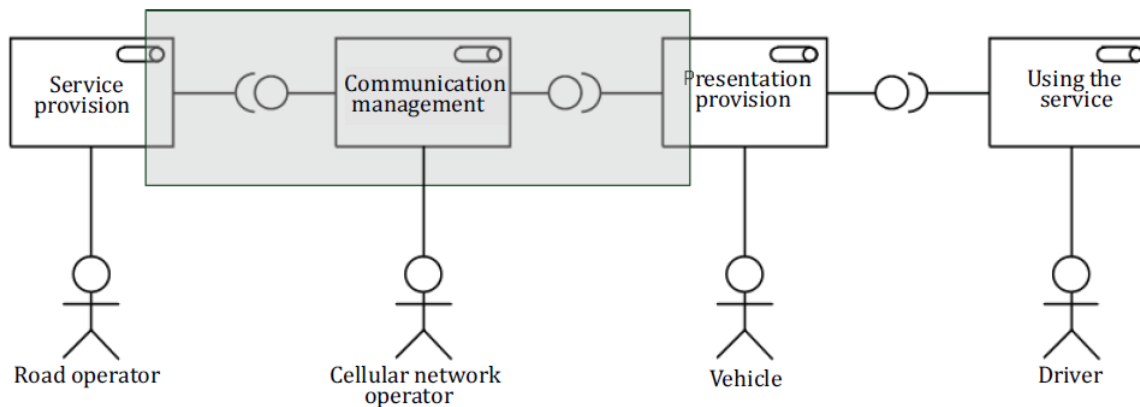 Service
provision
Communication
management
Presentation
provision
Using the
service
Road operator
Cellular network
operator
Vehicle
Driver